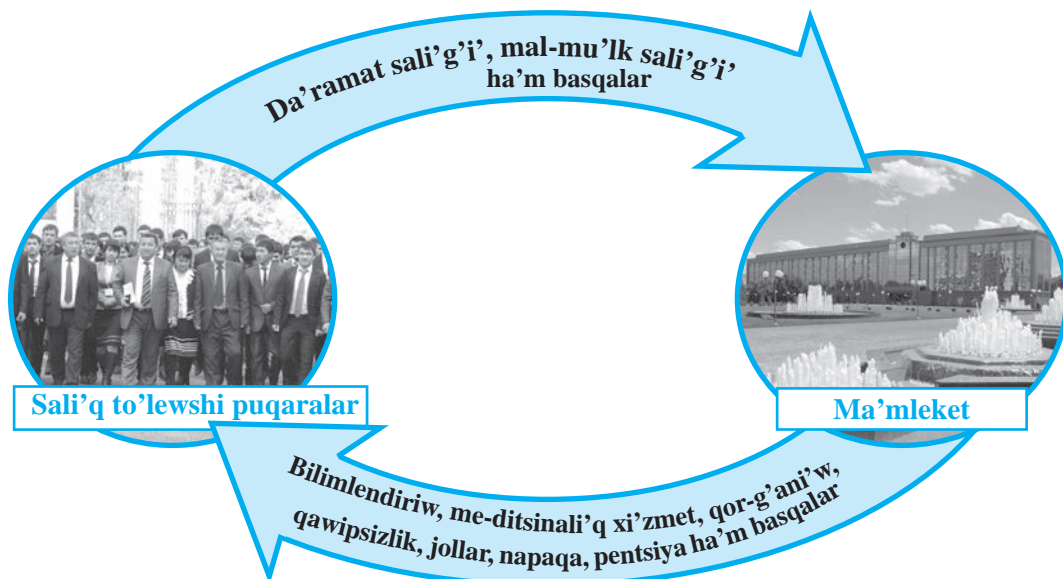 Da’ramat sali’g’i’, mal-mu’lk sali’g’i’
ha’m basqalar
Sali’q to’lewshi puqaralar
Ma’mleket
Bilimlendiriw, me-ditsinali’q xi’zmet, qor-g’ani’w,
qawipsizlik, jollar, napaqa, pentsiya ha’m basqalar